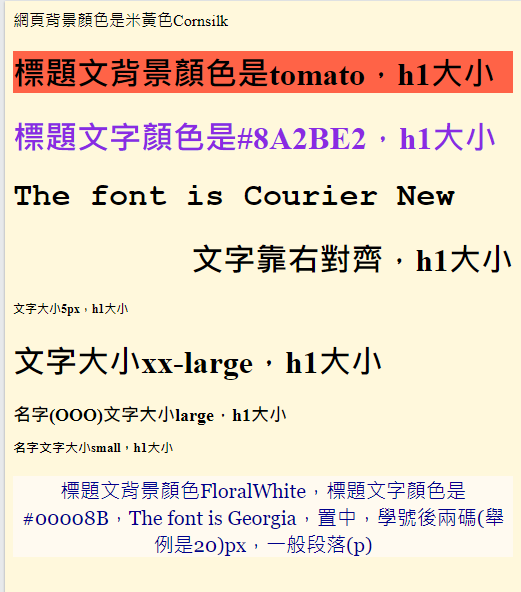 網頁背景顏色是米黃色Cornsilk
標題文背景顏色是tomato，h1大小
標題文字顏色是#8A2BE2，h1大小
The font is Courier New
文字靠右對齊，h1大小
文字大小5px，h1大小
文字大小xx-large，h1大小
名字(OOO)文字大小large，h1大小
名字文字大小small，h1大小
標題文背景顏色FloralWhite，標題文字顏色是
#00008B，The font is Georgia，置中，學號後兩碼(舉
例是20)px，一般段落(p)